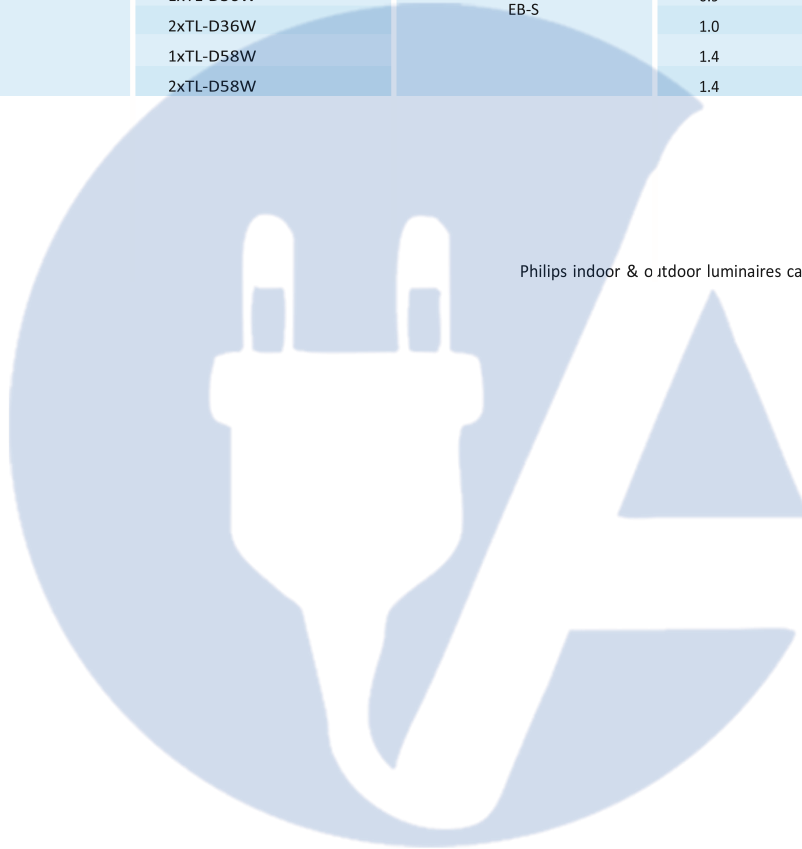 EB-S
2xTL-D36W 1.0
1xTL-D58W 1.4
2xTL-D58W 1.4
Philips indoor & outdoor luminaires ca